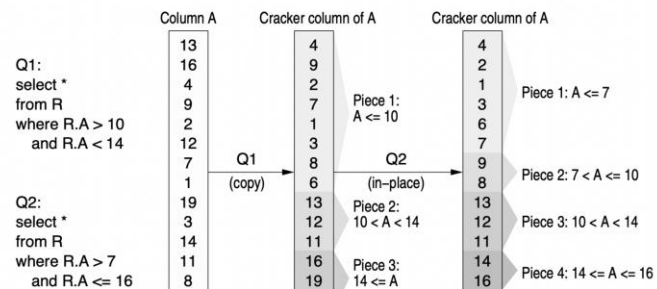 Column A
Cracker column of A
Cracker column of A
Q1:
select *
from R
where R.A > 10
and R.A < 14
Q2:
select *
from R
where R.A > 7
and R.A <= 16
13
16
4
9
2
12
7
1
19
3
14
11
8
Q1
(copy)
4
9
2
7
1
3
8
6
13
12
11
16
19
Piece 1:
A <= 10
Piece 2:
10 < A < 14
Piece 3:
14 <= A
Q2
(in–place)
4
2
1
3
6
7
9
8
13
12
11
14
16
Piece 1: A <= 7
Piece 2: 7 < A <= 10
Piece 3: 10 < A < 14
Piece 4: 14 <= A <= 16